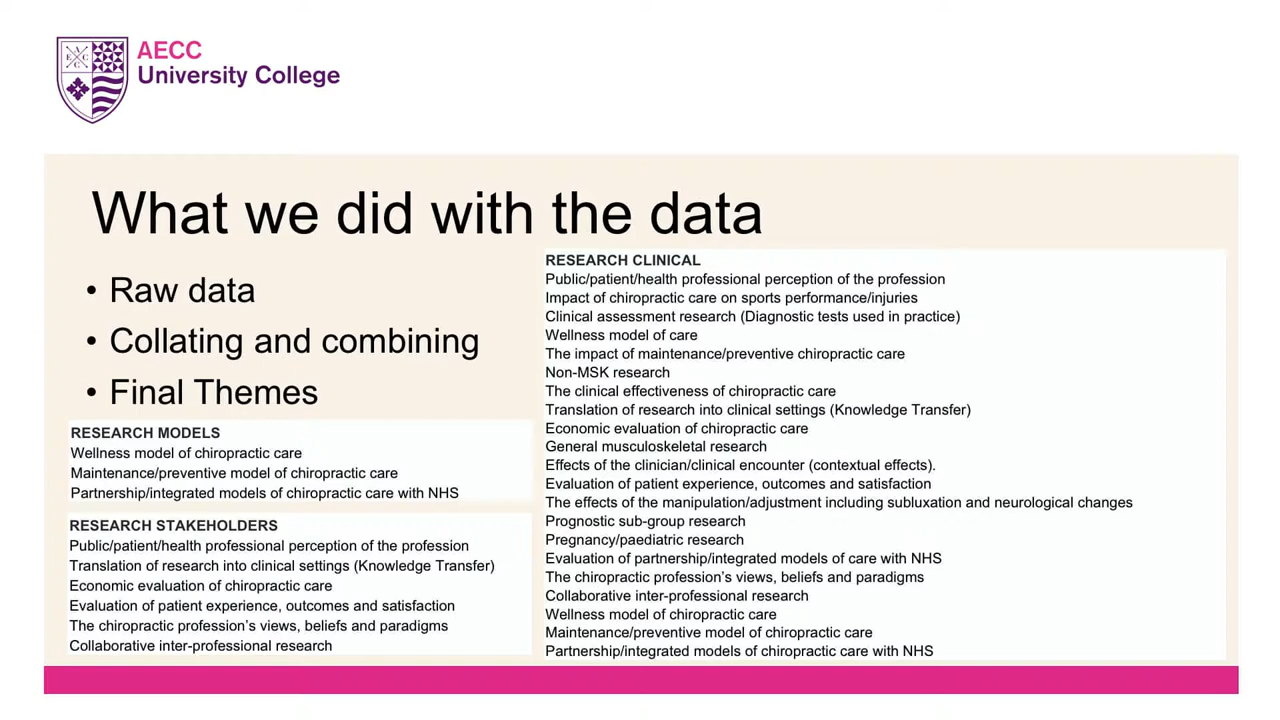 AECC
University College
What we did with the data
• Raw data
• Collating and combining
• Final Themes
RESEARCH MODELS
Wellness model of chiropractic care
Maintenance/preventive model of chiropractic care
Partnership/integrated models of chiropractic care with NHS
RESEARCH STAKEHOLDERS
Public/patient/health professional perception of the profession
Translation of research into clinical settings (Knowledge Transfer)
Economic evaluation of chiropractic care
Evaluation of patient experience, outcomes and satisfaction
The chiropractic profession's views, beliefs and paradigms
Collaborative inter-professional research
RESEARCH CLINICAL
Public/patient/health professional perception of the profession
Impact of chiropractic care on sports performance/injuries
Clinical assessment research (Diagnostic tests used in practice)
Wellness model of care
The impact of maintenance/preventive chiropractic care
Non-MSK research
The clinical effectiveness of chiropractic care
Translation of research into clinical settings (Knowledge Transfer)
Economic evaluation of chiropractic care
General musculoskeletal research
Effects of the clinician/clinical encounter (contextual effects).
Evaluation of patient experience, outcomes and satisfaction
The effects of the manipulation/adjustment including subluxation and neurological changes
Prognostic sub-group research
Pregnancy/paediatric research
Evaluation of partnership/integrated models of care with NHS
The chiropractic profession's views, beliefs and paradigms
Collaborative inter-professional research
Wellness model of chiropractic care
Maintenance/preventive model of chiropractic care
Partnership/integrated models of chiropractic care with NHS